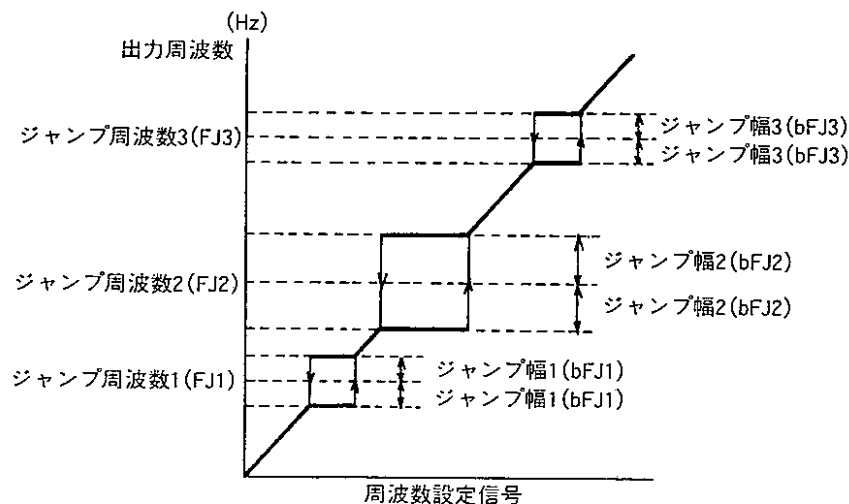 (Hz)
出力周波数
ジャンプ周波数3(FJ3)
ジャンプ幅3(bFJ3)
ジャンプ幅3(bFJ3)
ジャンプ周波数2(FJ2)
ジャンプ幅2(bFJ2)
ジャンプ幅2(bFJ2)
ジャンプ周波数1(FJ1)
ジャンプ幅1(bFJ1)
ジャンプ幅1(bFJ1)
周波数設定信号